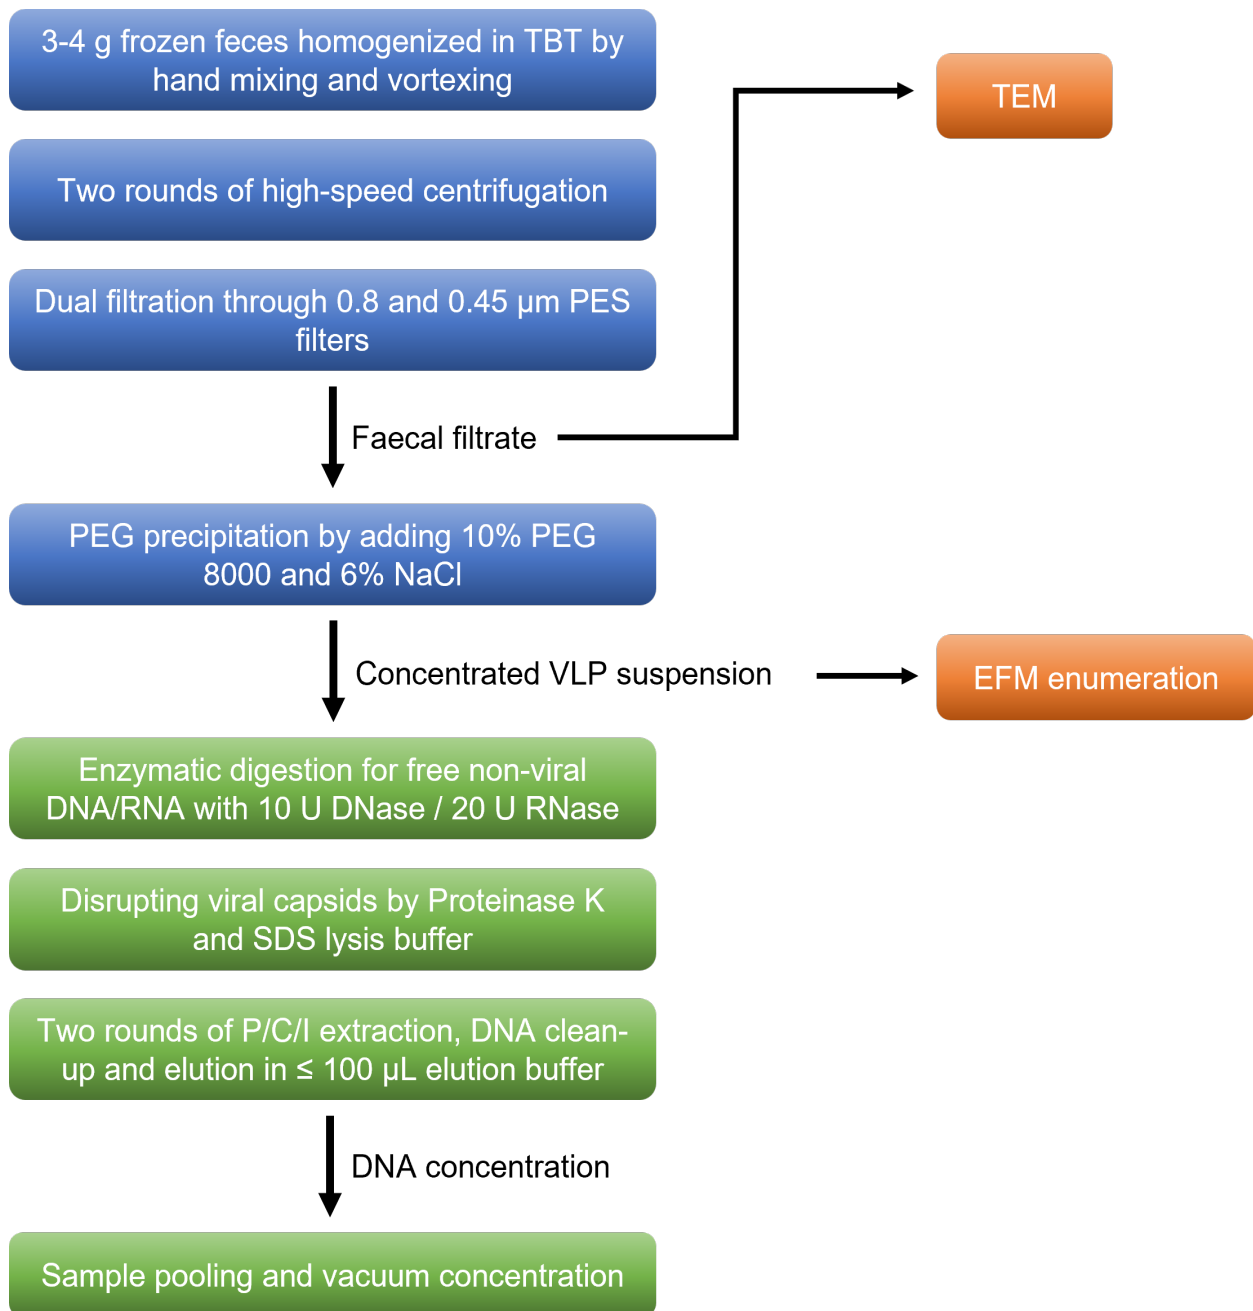 3-4 g frozen feces homogenized in TBT by
hand mixing and vortexing
TEM
Two rounds of high-speed centrifugation
Dual filtration through 0.8 and 0.45 µm PES
filters
Faecal filtrate
PEG precipitation by adding 10% PEG
8000 and 6% NaCl
Concentrated VLP suspension
EFM enumeration
Enzymatic digestion for free non-viral
DNA/RNA with 10 U DNase / 20 U RNase
Disrupting viral capsids by Proteinase K
and SDS lysis buffer
Two rounds of P/C/I extraction, DNA clean-
up and elution in ≤ 100 µL elution buffer
DNA concentration
Sample pooling and vacuum concentration